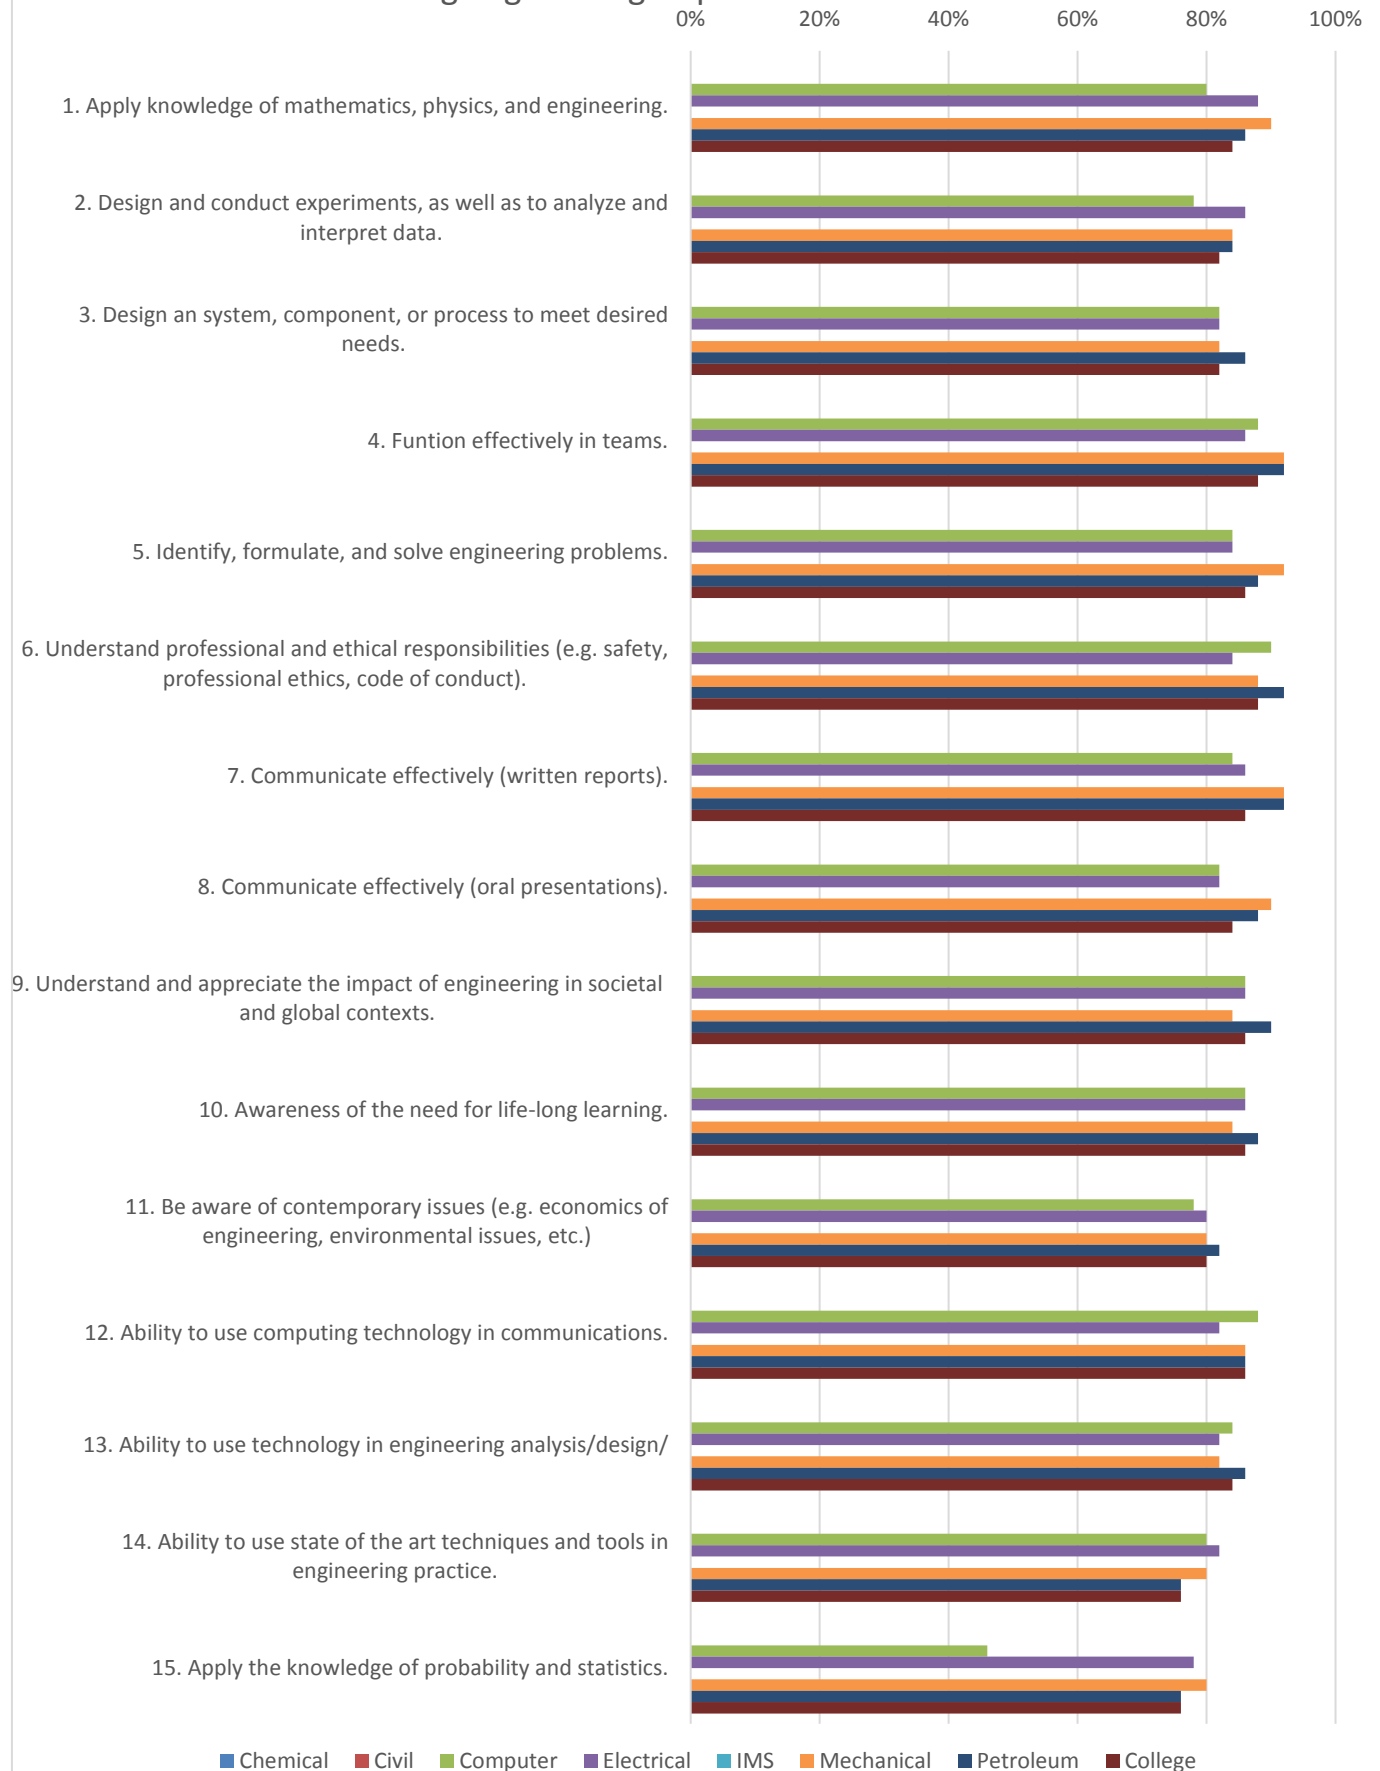 0% 20% 40% 60% 80% 100%
1. Apply knowledge of mathematics, physics, and engineering.
2. Design and conduct experiments, as well as to analyze and
interpret data.
3. Design an system, component, or process to meet desired
needs.
4. Funtion effectively in teams.
5. Identify, formulate, and solve engineering problems.
6. Understand professional and ethical responsibilities (e.g. safety,
professional ethics, code of conduct).
7. Communicate effectively (written reports).
8. Communicate effectively (oral presentations).
9. Understand and appreciate the impact of engineering in societal
and global contexts.
10. Awareness of the need for life-long learning.
11. Be aware of contemporary issues (e.g. economics of
engineering, environmental issues, etc.)
12. Ability to use computing technology in communications.
13. Ability to use technology in engineering analysis/design/
14. Ability to use state of the art techniques and tools in
engineering practice.
15. Apply the knowledge of probability and statistics.
Chemical Civil Computer Electrical IMS Mechanical Petroleum College